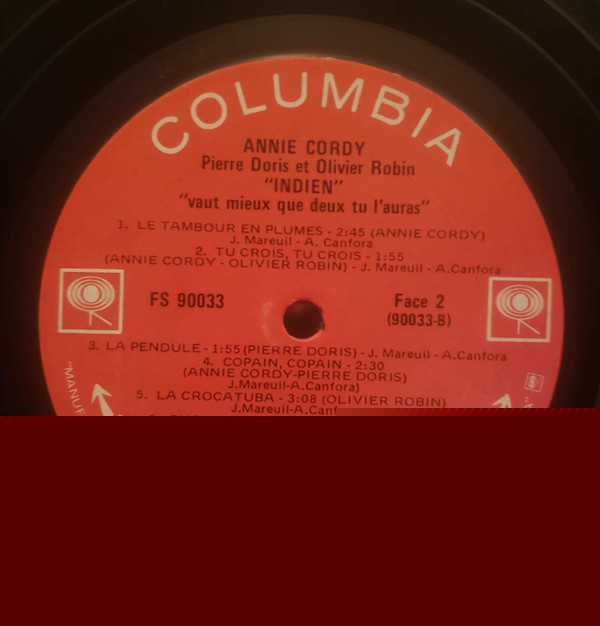 COLUMBIA
ANNIE CORDY
Pierre Doris et Olivier Robin
"INDIEN"
"vaut mieux que deux tu l'auras"
1. LE TAMBOUR EN PLUMES - 2:45 (ANNIE CORDY)
J. Mareuil - A. Canfora
2. TU CROIS, TU CROIS - 1:55
(ANNIE CORDY - OLIVIER ROBIN) - J. Mareuil - A.Canfora
FS 90033
Face 2
(90033-B)
3. LA PENDULE - 1:55 (PIERRE DORIS) - J. Mareuil - A.Canfora
4. COPAIN, COPAIN - 2:30
(ANNIE CORDY-PIERRE DORIS)
J.Mareuil-A.Canfora)
5. LA CROCATUBA - 3:08 (OLIVIER ROBIN)
J.Mareuil-A.Canf
"MANUF